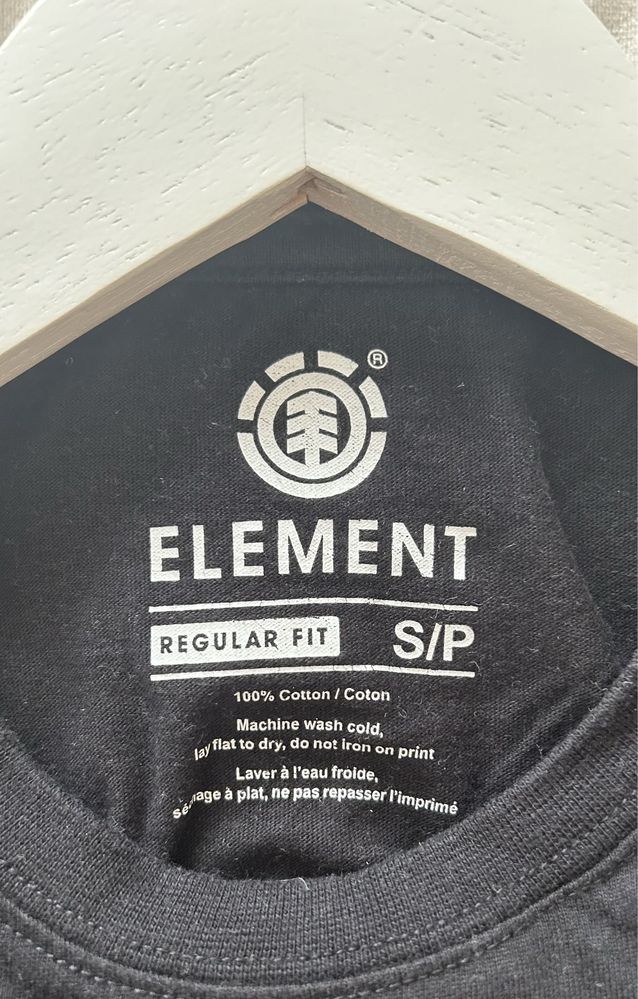 ®
ELEMENT
REGULAR FIT S/P
100% Cotton / Coton
Machine wash cold,
lay flat to dry, do not iron on print
Laver à l'eau froide,
à plat, ne pas repasser l'imprimé